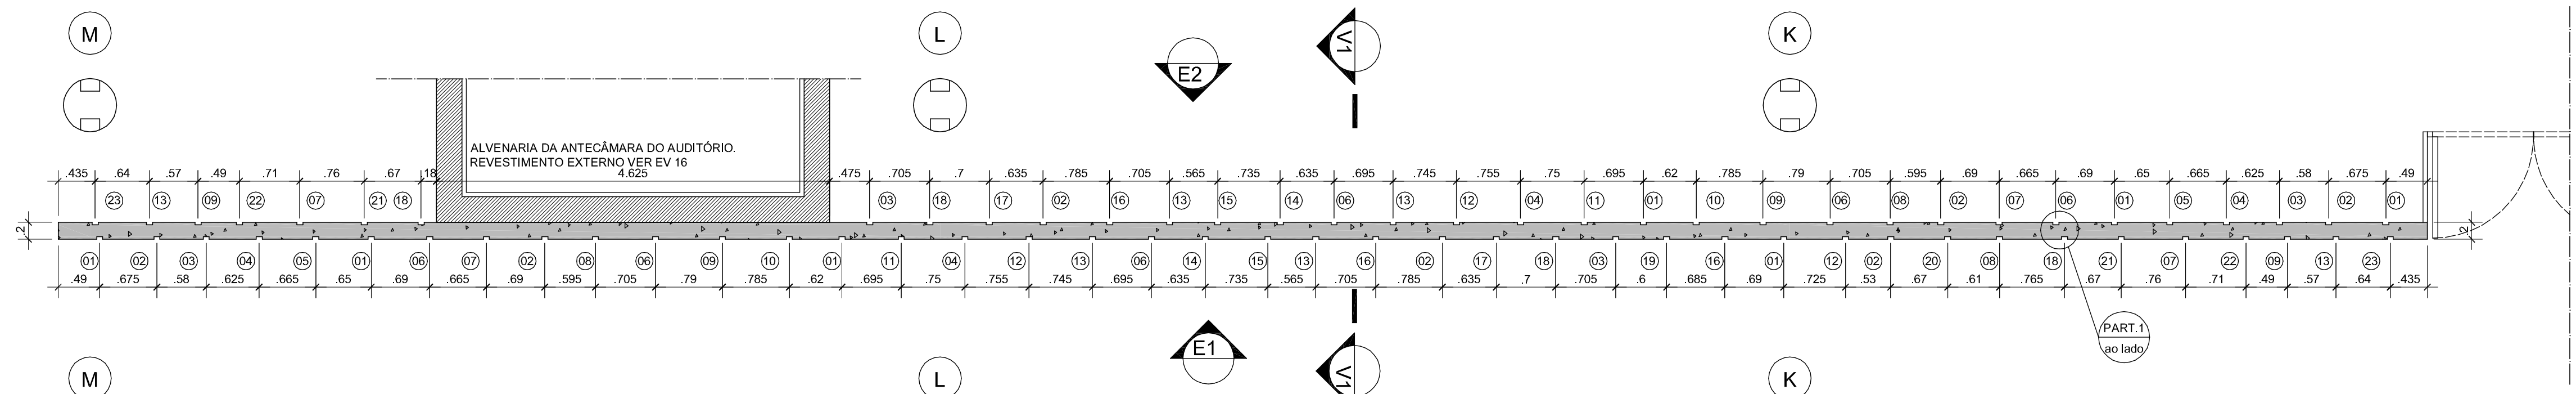 M L K
V1
E2
ALVENARIA DA ANTECÂMARA DO AUDITÓRIO.
REVESTIMENTO EXTERNO VER EV 16
.435 .64 .57 .49 .71 .76 .67 .18 4.625 .475 .705 .7 .635 .785 .705 .565 .735 .635 .695 .745 .755 .75 .695 .62 .785 .79 .705 .595 .69 .665 .69 .65 .665 .625 .58 .675 .49
23 13 09 22 07 21 18 03 18 17 02 16 13 15 14 06 13 12 04 11 01 10 09 06 08 02 07 06 01 05 04 03 02 01
.2 .2
01 02 03 04 05 01 06 07 02 08 06 09 10 01 11 04 12 13 06 14 15 13 16 02 17 18 03 19 16 01 12 02 20 08 18 21 07 22 09 13 23
.49 .675 .58 .625 .665 .65 .69 .665 .69 .595 .705 .79 .785 .62 .695 .75 .755 .745 .695 .635 .735 .565 .705 .785 .635 .7 .705 .6 .685 .69 .725 .53 .67 .61 .765 .67 .76 .71 .49 .57 .64 .435
PART.1
ao lado
E1
V1
M L K